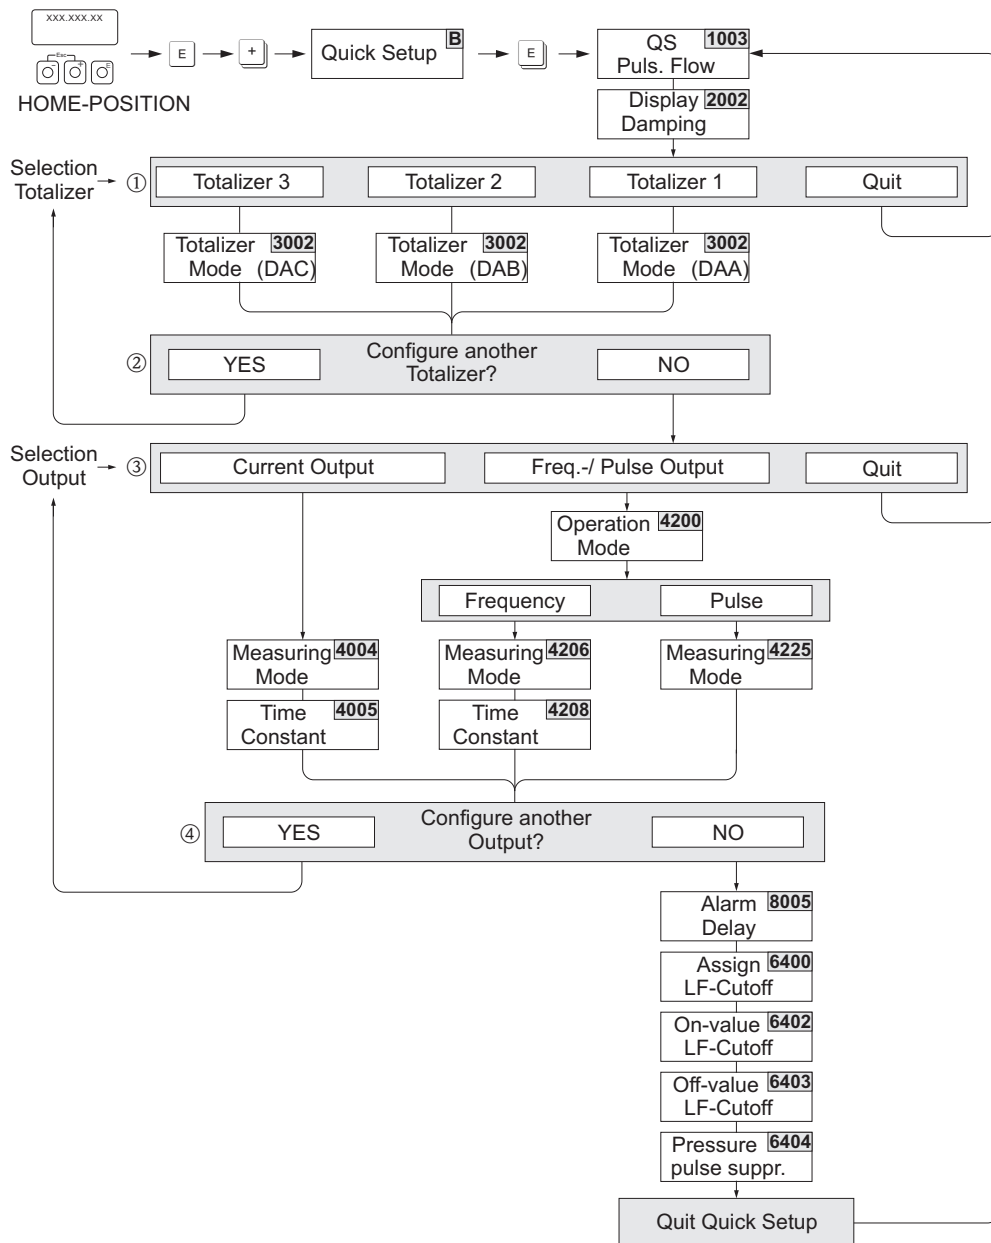 xxx.xxx.xx
Esc
- + E
HOME-POSITION
E
+
Quick Setup B
E
QS 1003
Puls. Flow
Display 2002
Damping
Selection
Totalizer
①
Totalizer 3
Totalizer 2
Totalizer 1
Quit
Totalizer 3002
Mode (DAC)
Totalizer 3002
Mode (DAB)
Totalizer 3002
Mode (DAA)
②
YES
Configure another
Totalizer?
NO
Selection
Output
③
Current Output
Freq.-/ Pulse Output
Quit
Operation 4200
Mode
Frequency
Pulse
Measuring 4004
Mode
Measuring 4206
Mode
Measuring 4225
Mode
Time 4005
Constant
Time 4208
Constant
④
YES
Configure another
Output?
NO
Alarm 8005
Delay
Assign 6400
LF-Cutoff
On-value 6402
LF-Cutoff
Off-value 6403
LF-Cutoff
Pressure 6404
pulse suppr.
Quit Quick Setup